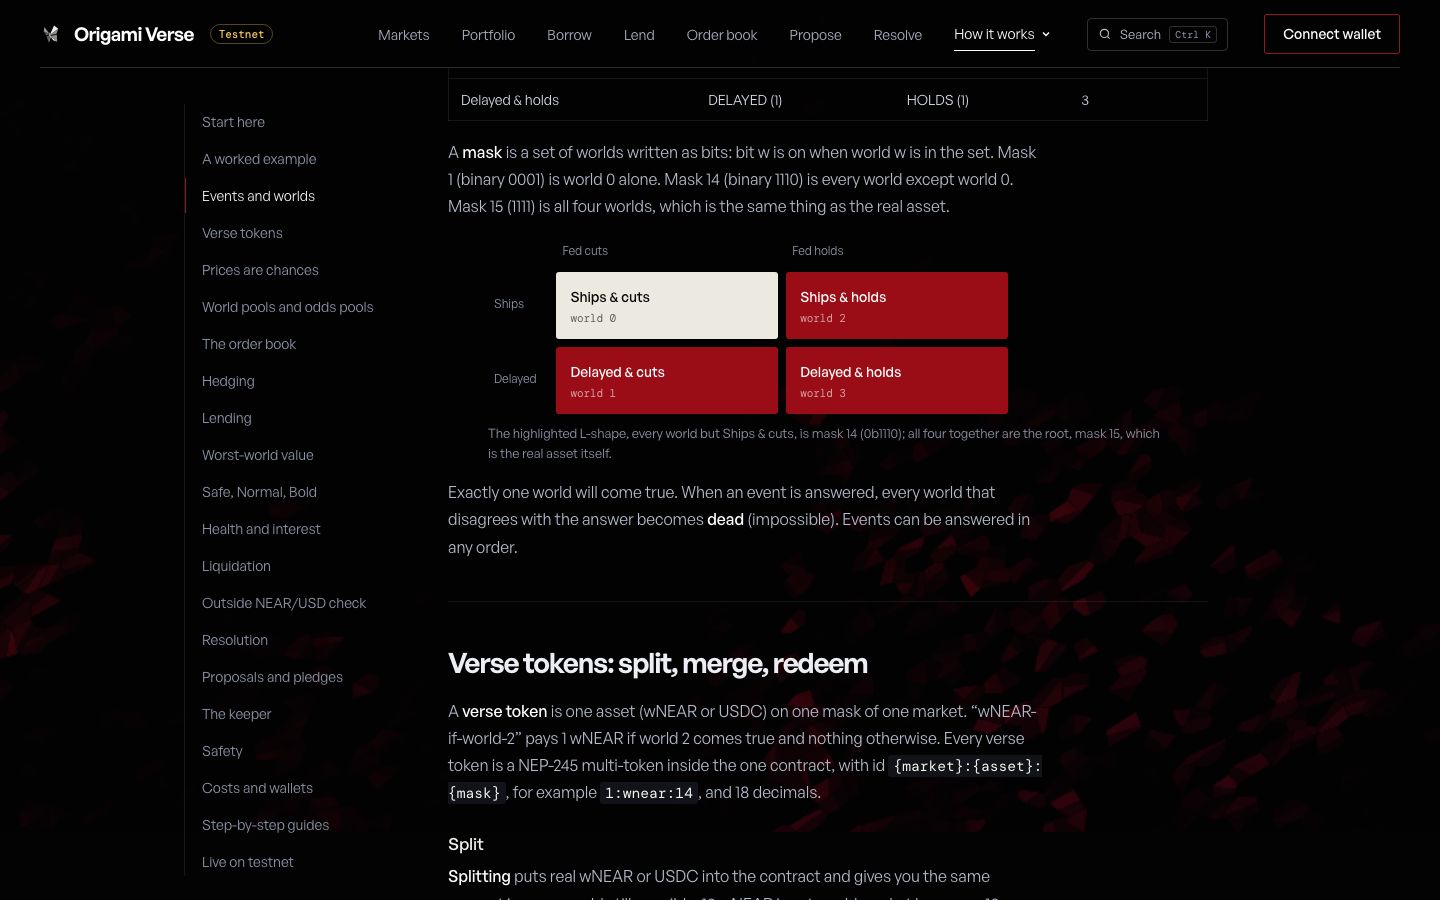 Origami Verse
Testnet
Markets
Portfolio
Borrow
Lend
Order book
Propose
Resolve
How it works
Search
Ctrl K
Connect wallet
Start here
A worked example
Events and worlds
Verse tokens
Prices are chances
World pools and odds pools
The order book
Hedging
Lending
Worst-world value
Safe, Normal, Bold
Health and interest
Liquidation
Outside NEAR/USD check
Resolution
Proposals and pledges
The keeper
Safety
Costs and wallets
Step-by-step guides
Live on testnet
Delayed & holds DELAYED (1) HOLDS (1) 3
A mask is a set of worlds written as bits: bit w is on when world w is in the set. Mask
1 (binary 0001) is world 0 alone. Mask 14 (binary 1110) is every world except world 0.
Mask 15 (1111) is all four worlds, which is the same thing as the real asset.
Fed cuts Fed holds
Ships
Ships & cuts
world 0
Ships & holds
world 2
Delayed
Delayed & cuts
world 1
Delayed & holds
world 3
The highlighted L-shape, every world but Ships & cuts, is mask 14 (0b1110); all four together are the root, mask 15, which
is the real asset itself.
Exactly one world will come true. When an event is answered, every world that
disagrees with the answer becomes dead (impossible). Events can be answered in
any order.
Verse tokens: split, merge, redeem
A verse token is one asset (wNEAR or USDC) on one mask of one market. “wNEAR-
if-world-2” pays 1 wNEAR if world 2 comes true and nothing otherwise. Every verse
token is a NEP-245 multi-token inside the one contract, with id {market}:{asset}:
{mask}, for example 1:wnear:14, and 18 decimals.
Split
Splitting puts real wNEAR or USDC into the contract and gives you the same